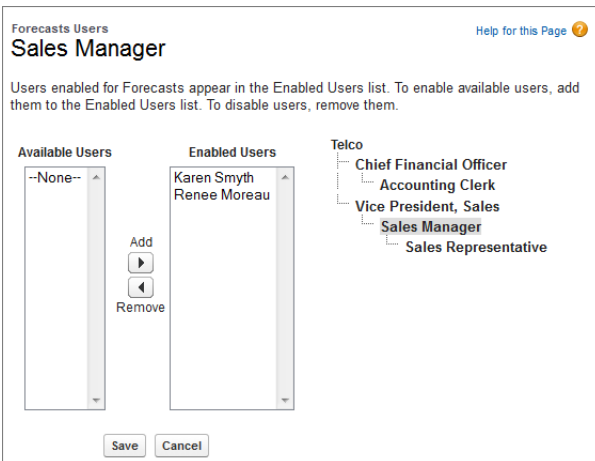 Forecasts Users
Sales Manager
Help for this Page ?
Users enabled for Forecasts appear in the Enabled Users list. To enable available users, add
them to the Enabled Users list. To disable users, remove them.
Available Users
--None--
Add
Remove
Enabled Users
Karen Smyth
Renee Moreau
Telco
Chief Financial Officer
Accounting Clerk
Vice President, Sales
Sales Manager
Sales Representative
Save
Cancel